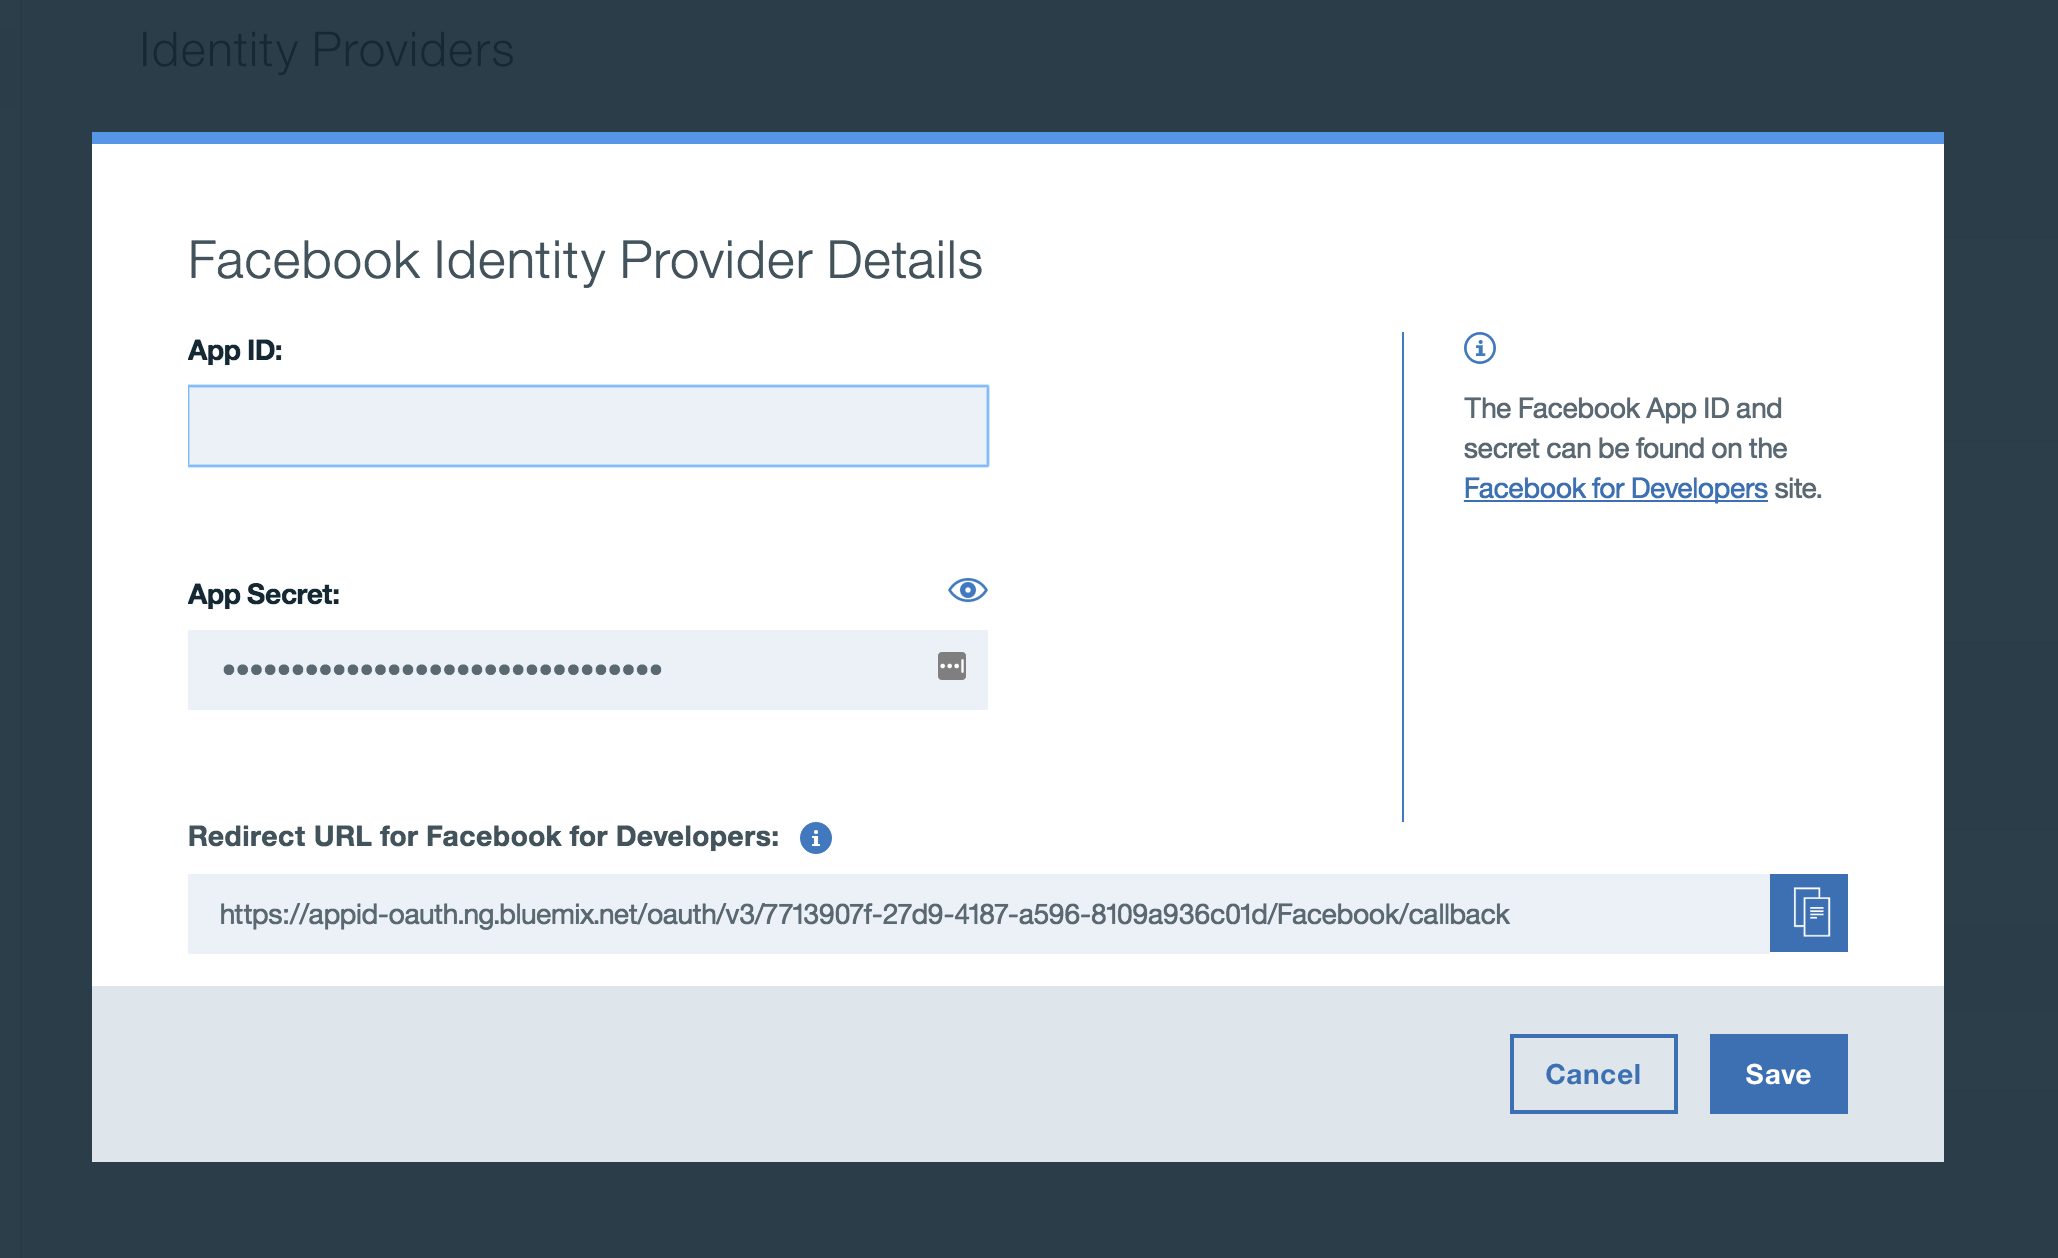 Identity Providers
Facebook Identity Provider Details
App ID:
The Facebook App ID and
secret can be found on the
Facebook for Developers site.
App Secret:
••••••••••••••••••••••••••••••••
Redirect URL for Facebook for Developers:
https://appid-oauth.ng.bluemix.net/oauth/v3/7713907f-27d9-4187-a596-8109a936c01d/Facebook/callback
Cancel
Save